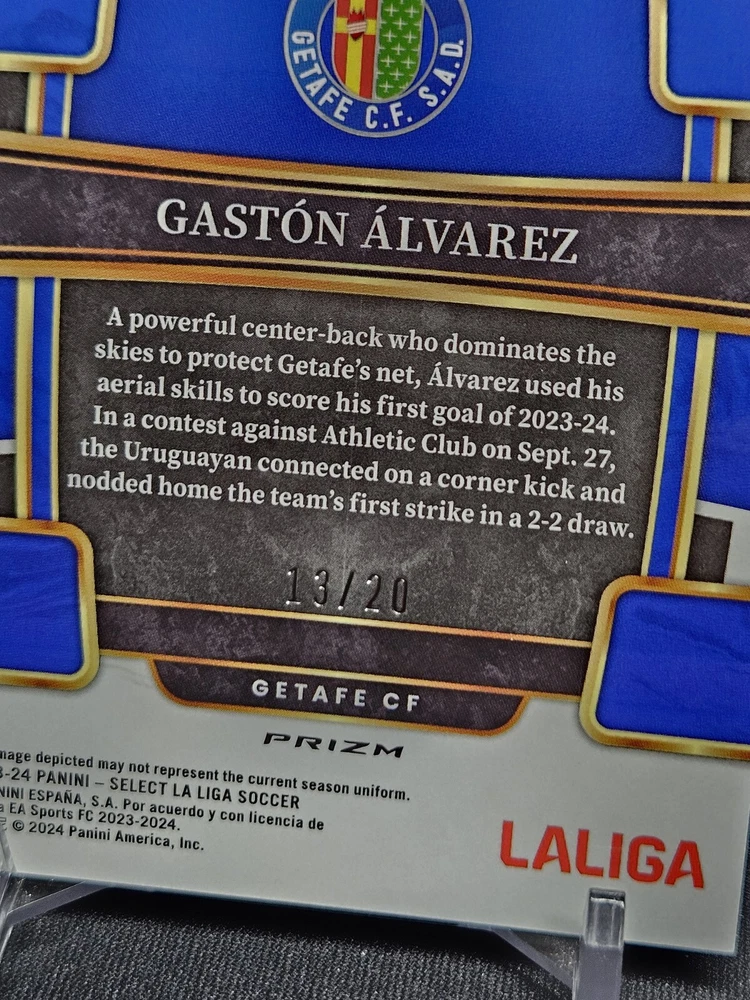 GETAFE C.F. S.A.D.
GASTÓN ÁLVAREZ
A powerful center-back who dominates the
skies to protect Getafe's net, Álvarez used his
aerial skills to score his first goal of 2023-24.
In a contest against Athletic Club on Sept. 27,
the Uruguayan connected on a corner kick and
nodded home the team's first strike in a 2-2 draw.
13/20
GETAFE CF
PRIZM
mage depicted may not represent the current season uniform.
3-24 PANINI – SELECT LA LIGA SOCCER
NINI ESPAÑA, S.A. Por acuerdo y con licencia de
a EA Sports FC 2023-2024.
© 2024 Panini America, Inc.
LALIGA